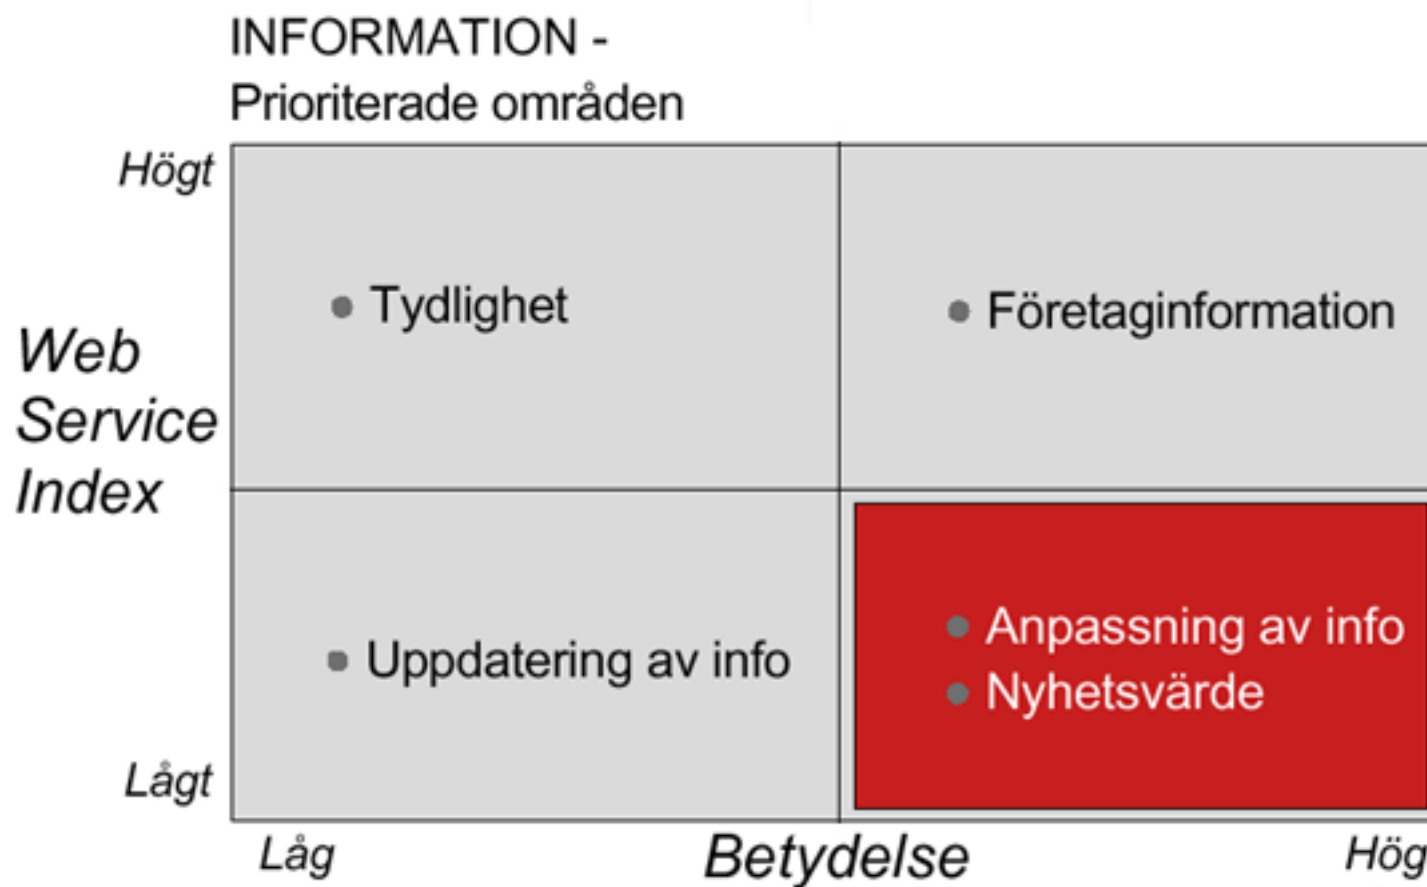 INFORMATION -
Prioriterade områden
Högt
Tydlighet
Företaginformation
Web
Service
Index
Uppdatering av info
Anpassning av info
Nyhetsvärde
Lågt
Låg
Betydelse
Hög